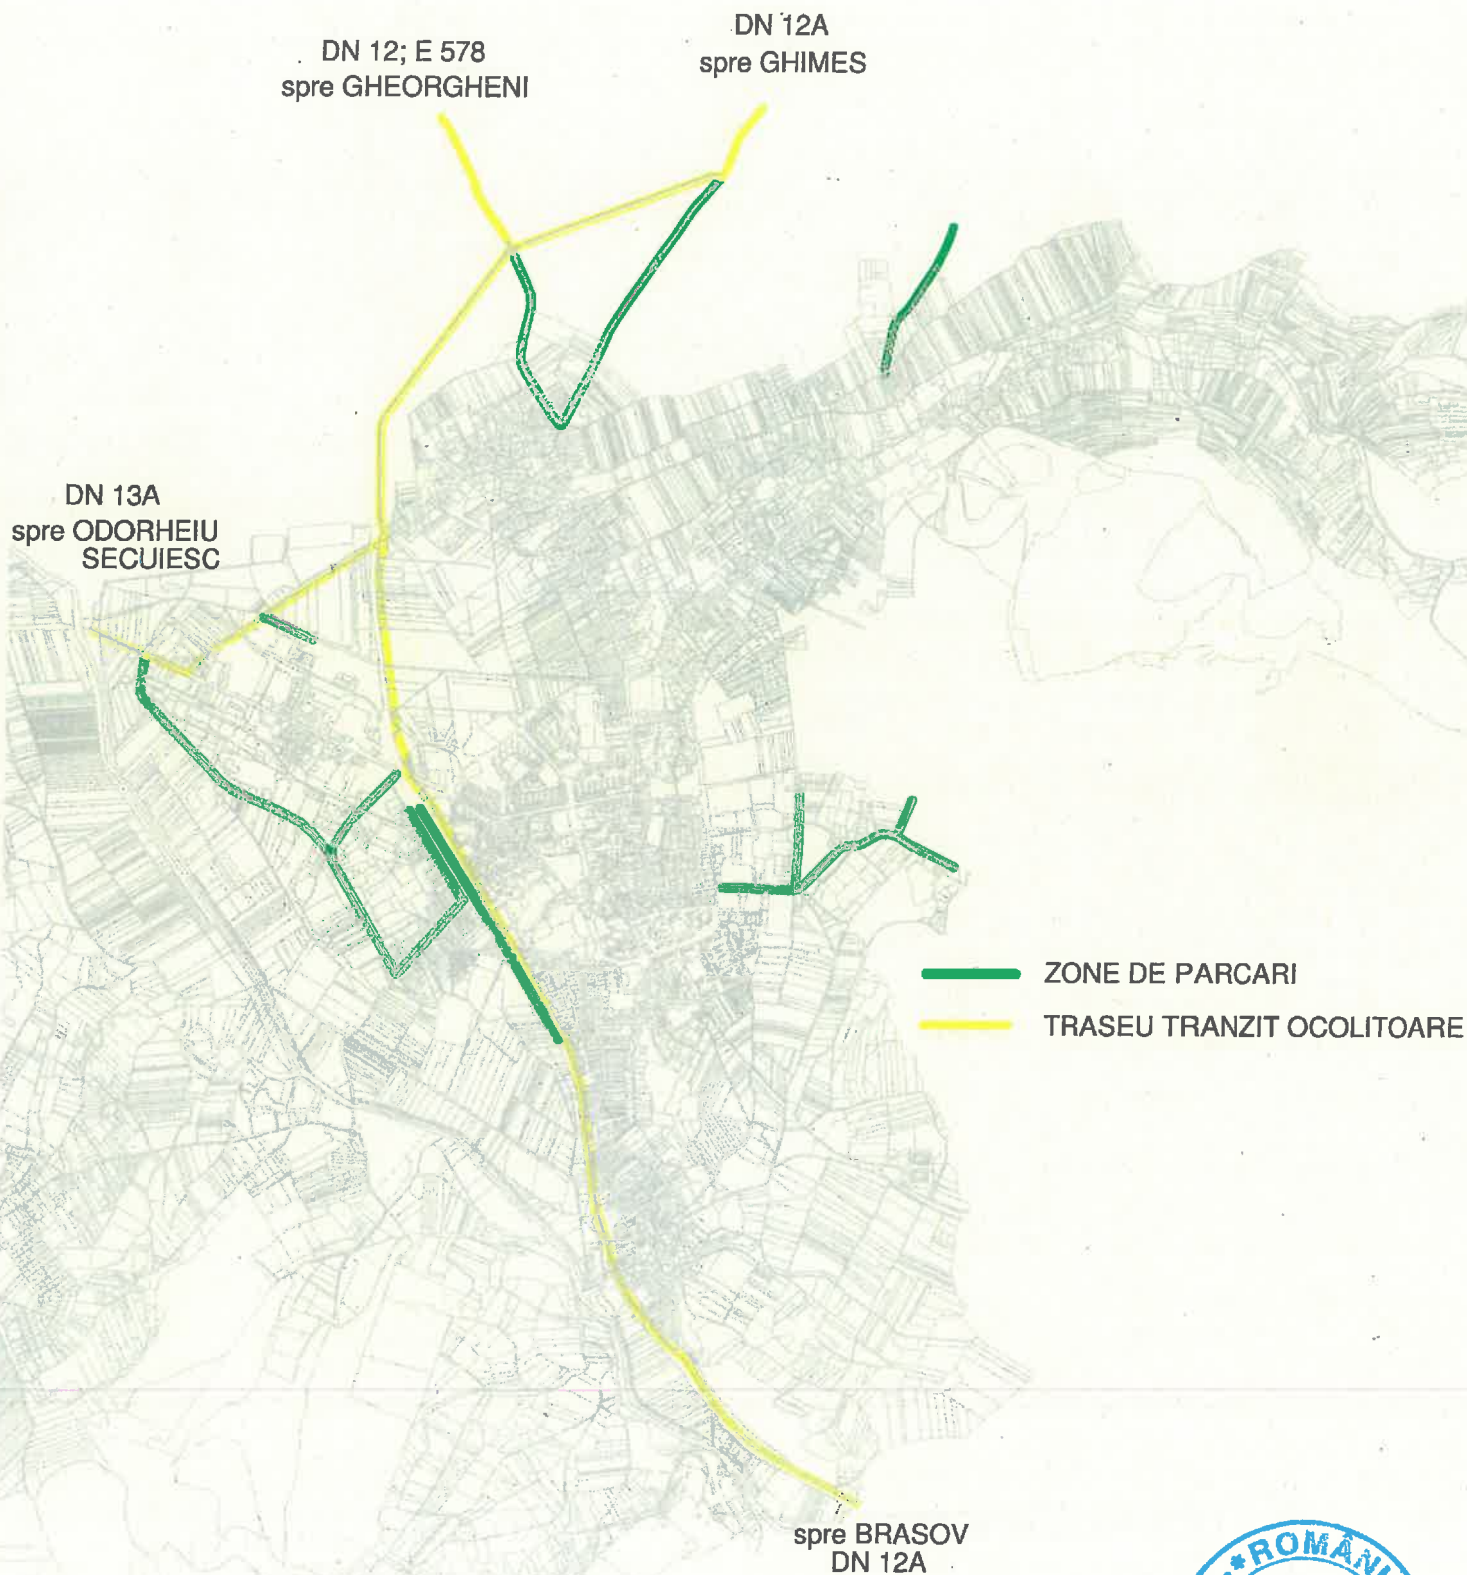 DN 12; E 578
spre GHEORGHENI
DN 12A
spre GHIMES
DN 13A
spre ODORHEIU
SECUIESC
ZONE DE PARCARI
TRASEU TRANZIT OCOLITOARE
spre BRASOV
DN 12A
*ROMÂNI